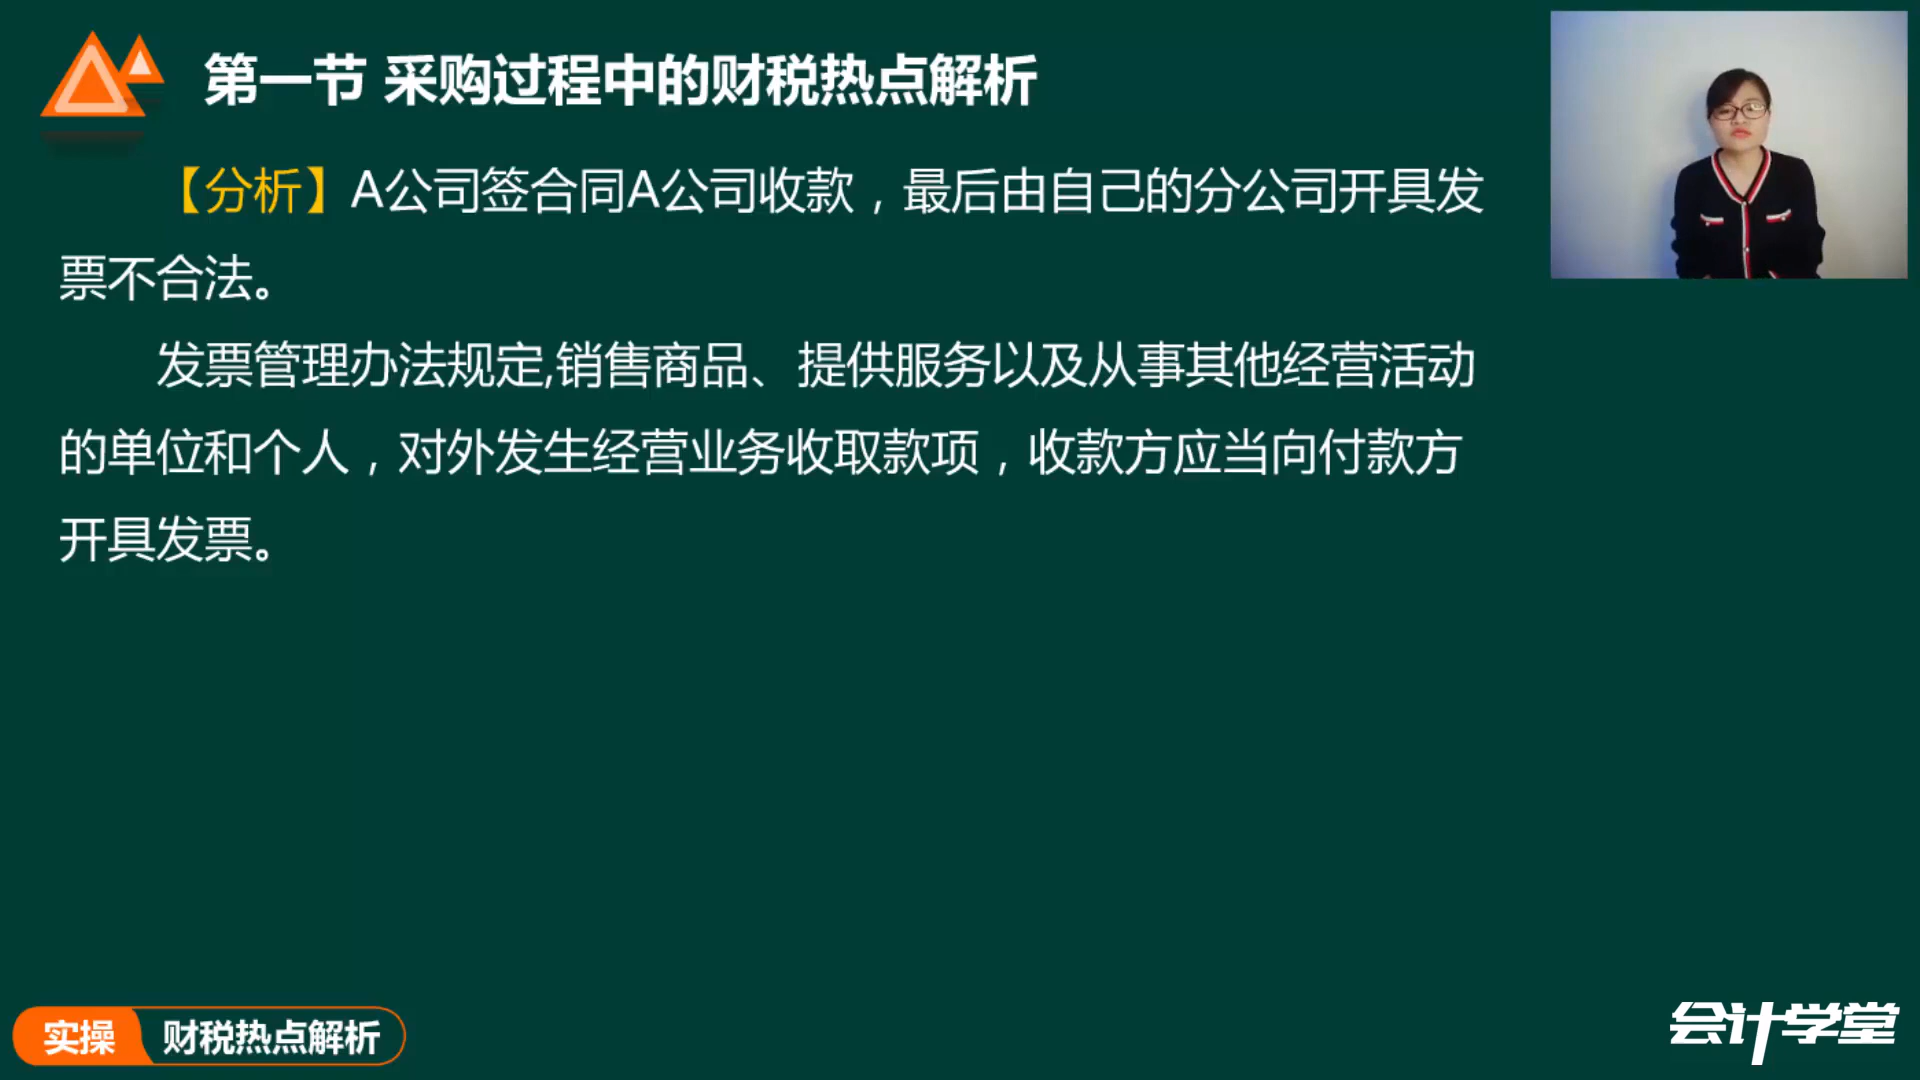 第一节 采购过程中的财税热点解析
【分析】A公司签合同A公司收款，最后由自己的分公司开具发
票不合法。
发票管理办法规定,销售商品、提供服务以及从事其他经营活动
的单位和个人，对外发生经营业务收取款项，收款方应当向付款方
开具发票。
实操 财税热点解析
会计学堂